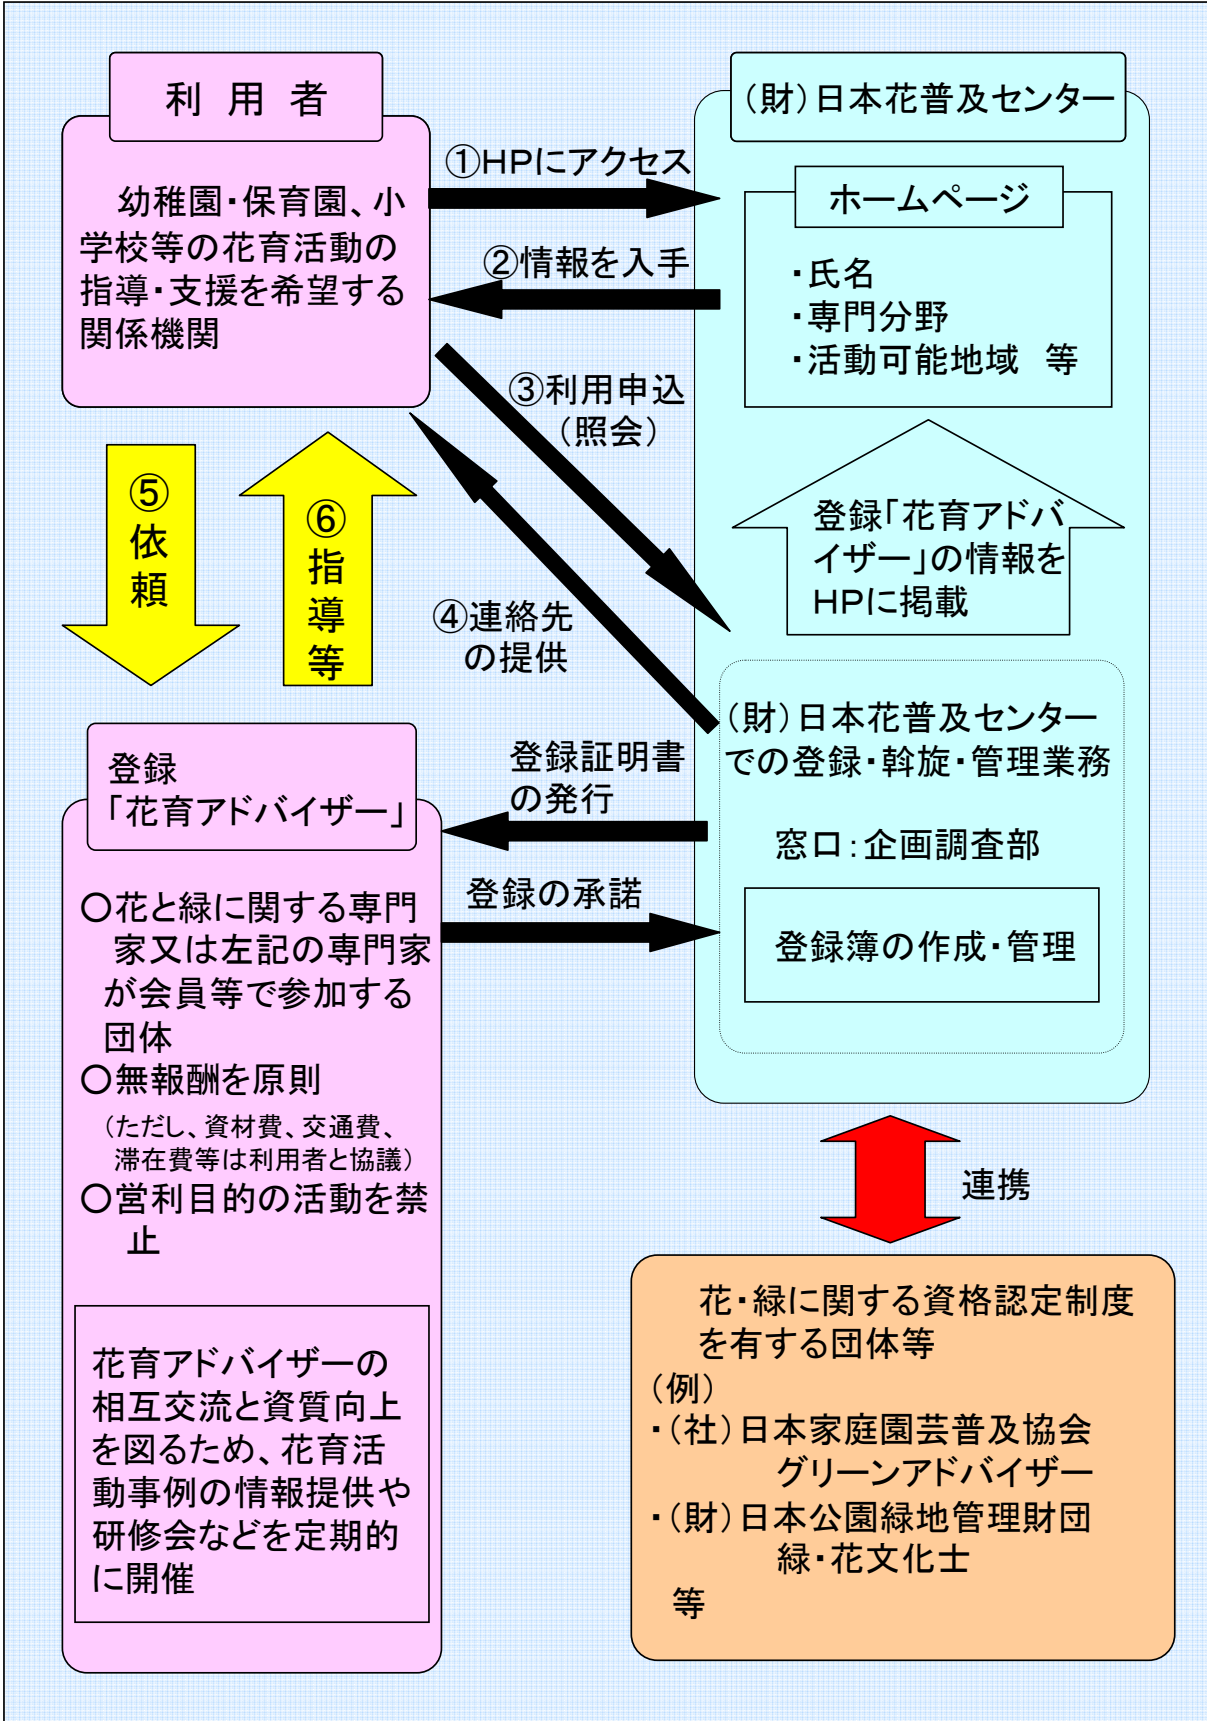 利用者
幼稚園・保育園、小
学校等の花育活動の
指導・支援を希望する
関係機関
①HPにアクセス
②情報を入手
③利用申込
（照会）
④連絡先
の提供
(財)日本花普及センター
ホームページ
・氏名
・専門分野
・活動可能地域　等
登録「花育アドバ
イザー」の情報を
HPに掲載
(財)日本花普及センター
での登録・斡旋・管理業務
窓口：企画調査部
登録簿の作成・管理
⑤
依
頼
⑥
指
導
等
登録証明書
の発行
登録の承諾
登録
「花育アドバイザー」
○花と緑に関する専門
家又は左記の専門家
が会員等で参加する
団体
○無報酬を原則
（ただし、資材費、交通費、
滞在費等は利用者と協議）
○営利目的の活動を禁
止
花育アドバイザーの
相互交流と資質向上
を図るため、花育活
動事例の情報提供や
研修会などを定期的
に開催
連携
花・緑に関する資格認定制度
を有する団体等
（例）
・(社)日本家庭園芸普及協会
グリーンアドバイザー
・(財)日本公園緑地管理財団
緑・花文化士
等